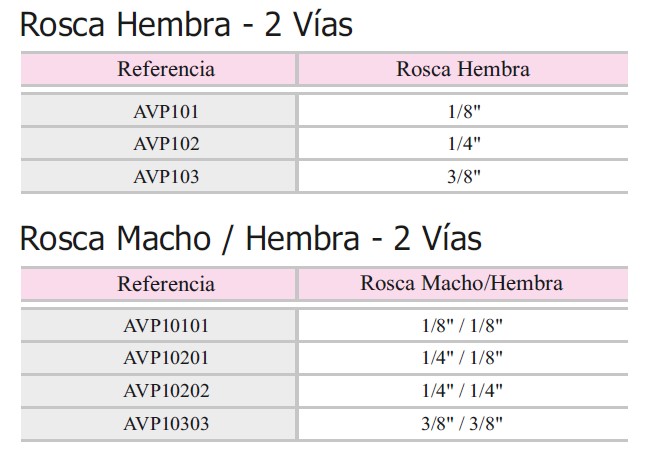 Rosca Hembra - 2 Vías
Referencia Rosca Hembra
AVP101 1/8"
AVP102 1/4"
AVP103 3/8"
Rosca Macho / Hembra - 2 Vías
Referencia Rosca Macho/Hembra
AVP10101 1/8" / 1/8"
AVP10201 1/4" / 1/8"
AVP10202 1/4" / 1/4"
AVP10303 3/8" / 3/8"